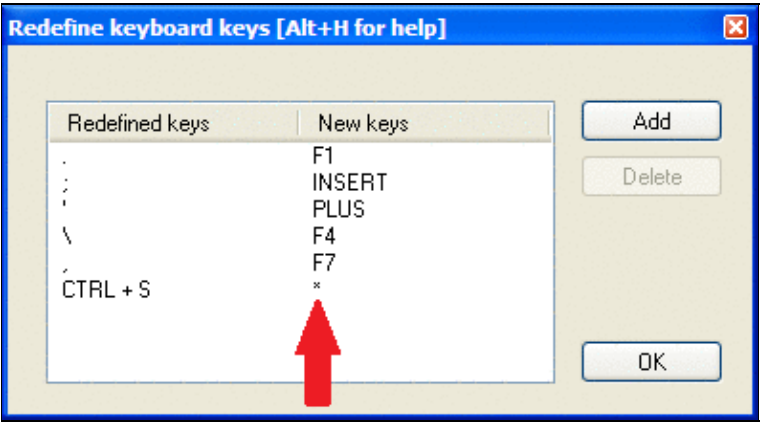 Redefine keyboard keys [Alt+H for help]
Redefined keys New keys Add
. F1
; INSERT Delete
' PLUS
\ F4
, F7
CTRL + S *
OK